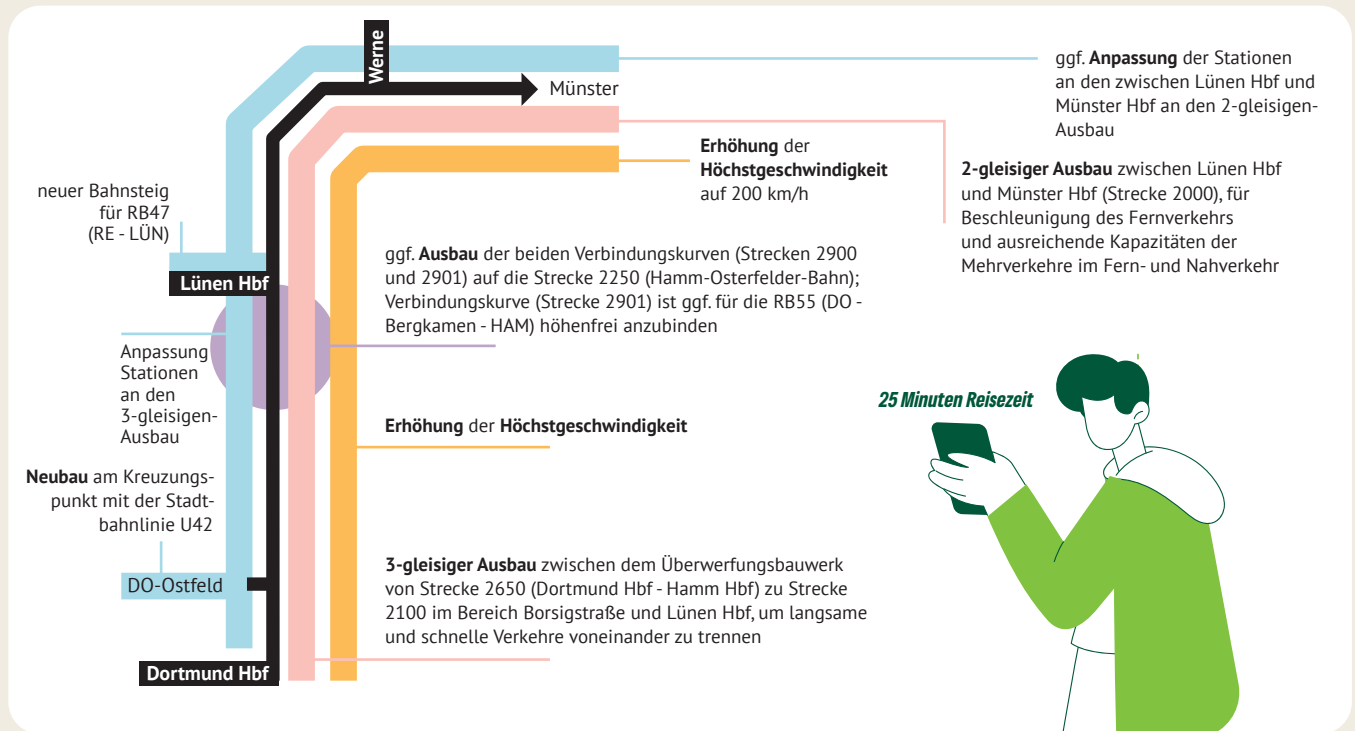 Werne
Münster
ggf. Anpassung der Stationen
an den zwischen Lünen Hbf und
Münster Hbf an den 2-gleisigen-
Ausbau
Erhöhung der
Höchstgeschwindigkeit
auf 200 km/h
2-gleisiger Ausbau zwischen Lünen Hbf
und Münster Hbf (Strecke 2000), für
Beschleunigung des Fernverkehrs
und ausreichende Kapazitäten der
Mehrverkehre im Fern- und Nahverkehr
neuer Bahnsteig
für RB47
(RE - LÜN)
Lünen Hbf
ggf. Ausbau der beiden Verbindungskurven (Strecken 2900
und 2901) auf die Strecke 2250 (Hamm-Osterfelder-Bahn);
Verbindungskurve (Strecke 2901) ist ggf. für die RB55 (DO -
Bergkamen - HAM) höhenfrei anzubinden
Anpassung
Stationen
an den
3-gleisigen-
Ausbau
25 Minuten Reisezeit
Erhöhung der Höchstgeschwindigkeit
Neubau am Kreuzungs-
punkt mit der Stadt-
bahnlinie U42
DO-Ostfeld
3-gleisiger Ausbau zwischen dem Überwerfungsbauwerk
von Strecke 2650 (Dortmund Hbf - Hamm Hbf) zu Strecke
2100 im Bereich Borsigstraße und Lünen Hbf, um langsame
und schnelle Verkehre voneinander zu trennen
Dortmund Hbf